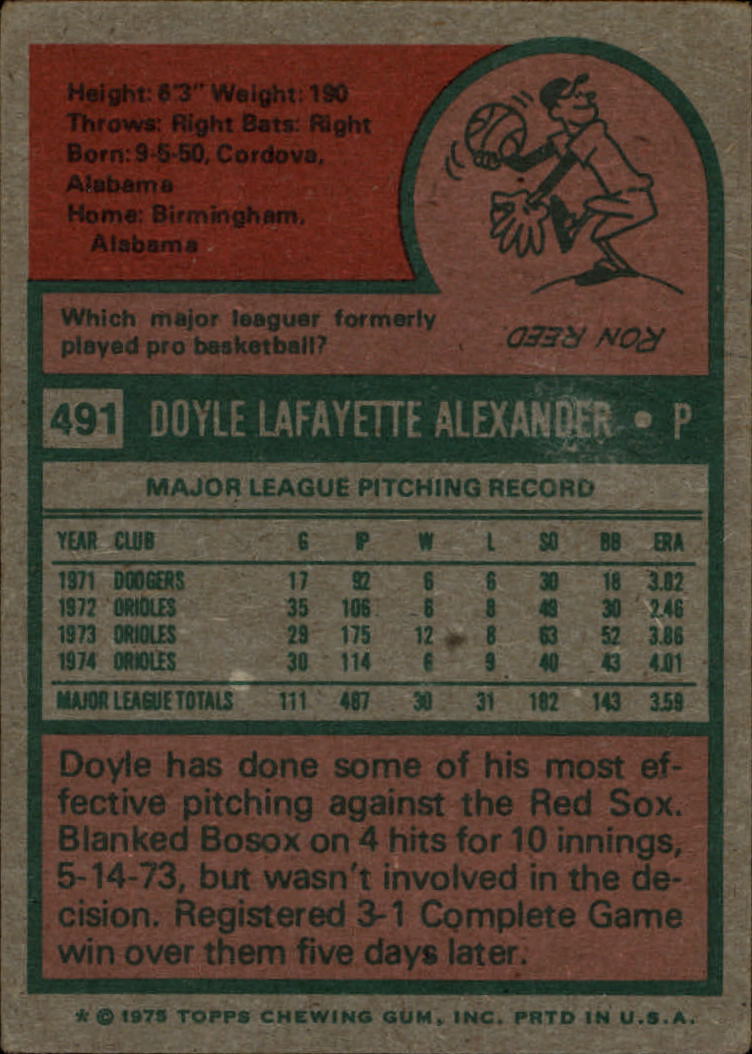 Height: 6'3" Weight: 190
Throws: Right Bats: Right
Born: 9-5-50, Cordova,
Alabama
Home: Birmingham,
Alabama
Which major leaguer formerly
played pro basketball?
RON REED
491 DOYLE LAFAYETTE ALEXANDER • P
MAJOR LEAGUE PITCHING RECORD
YEAR CLUB G IP W L SO BB ERA
1971 DODGERS 17 92 6 6 30 18 3.82
1972 ORIOLES 35 106 6 8 49 30 2.46
1973 ORIOLES 29 175 12 8 63 52 3.86
1974 ORIOLES 30 114 6 9 40 43 4.01
MAJOR LEAGUE TOTALS 111 487 30 31 182 143 3.59
Doyle has done some of his most ef-
fective pitching against the Red Sox.
Blanked Bosox on 4 hits for 10 innings,
5-14-73, but wasn't involved in the de-
cision. Registered 3-1 Complete Game
win over them five days later.
* © 1975 TOPPS CHEWING GUM, INC. PRTD IN U.S.A.